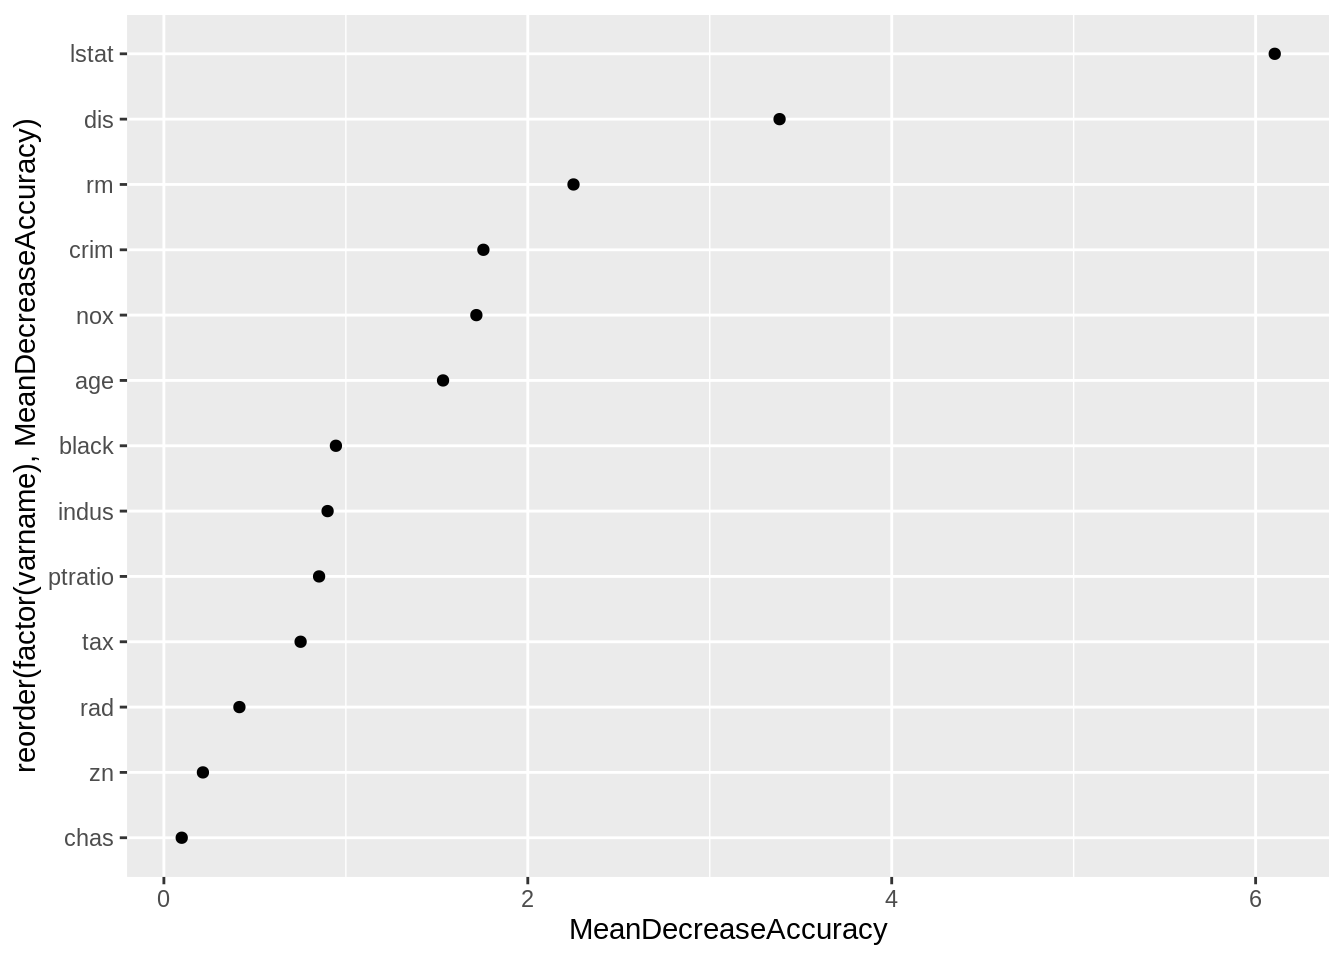 reorder(factor(varname), MeanDecreaseAccuracy)
lstat
dis
rm
crim
nox
age
black
indus
ptratio
tax
rad
zn
chas
0 2 4 6
MeanDecreaseAccuracy